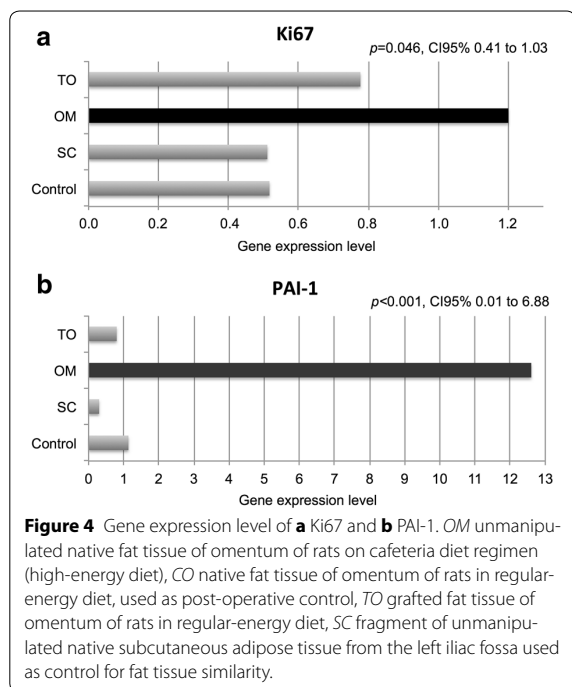 a
Ki67
p=0.046, CI95% 0.41 to 1.03
TO
OM
SC
Control
0.0 0.2 0.4 0.6 0.8 1.0 1.2
Gene expression level
b
PAI-1
p<0.001, CI95% 0.01 to 6.88
TO
OM
SC
Control
0 1 2 3 4 5 6 7 8 9 10 11 12 13
Gene expression level
Figure 4 Gene expression level of a Ki67 and b PAI-1. OM unmanipu-
lated native fat tissue of omentum of rats on cafeteria diet regimen
(high-energy diet), CO native fat tissue of omentum of rats in regular-
energy diet, used as post-operative control, TO grafted fat tissue of
omentum of rats in regular-energy diet, SC fragment of unmanipu-
lated native subcutaneous adipose tissue from the left iliac fossa used
as control for fat tissue similarity.